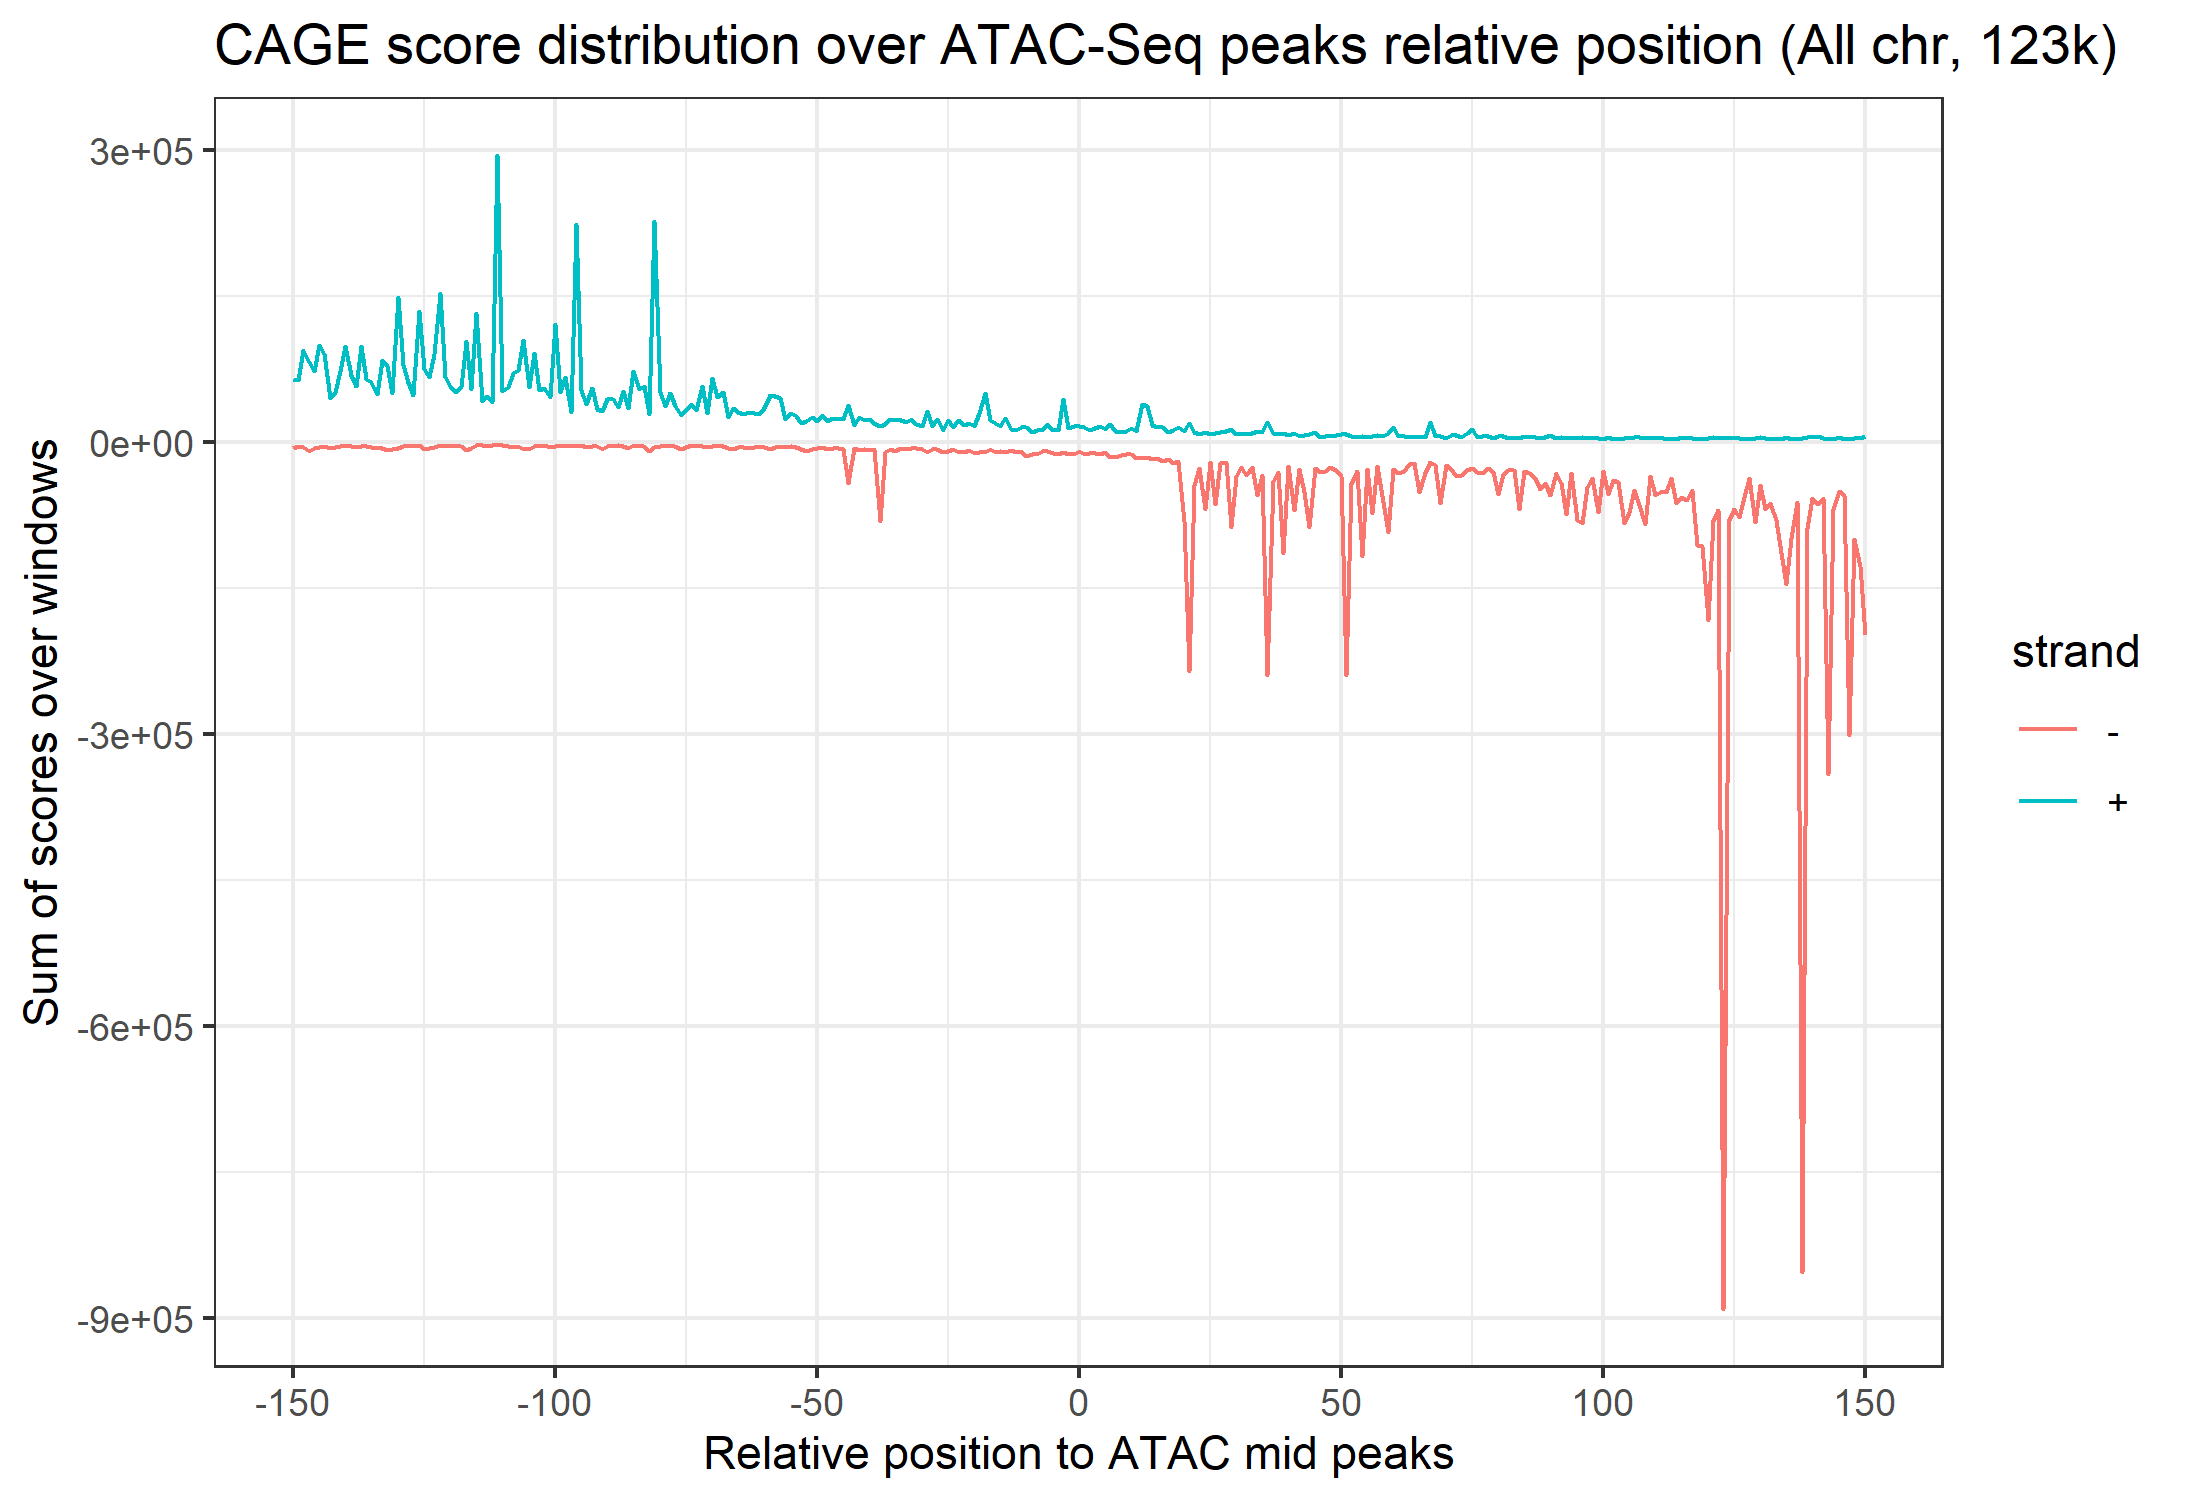 CAGE score distribution over ATAC-Seq peaks relative position (All chr, 123k)
3e+05
0e+00
-3e+05
-6e+05
-9e+05
Sum of scores over windows
-150 -100 -50 0 50 100 150
Relative position to ATAC mid peaks
strand
-
+